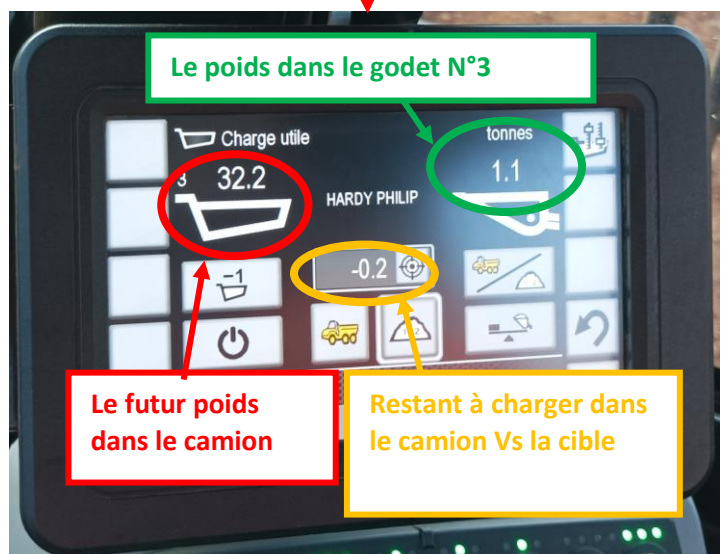 Le poids dans le godet N°3
Charge utile
tonnes
3 32.2
1.1
HARDY PHILIP
-0.2
-1
Le futur poids
dans le camion
Restant à charger dans
le camion Vs la cible